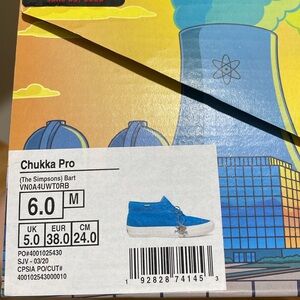 Chukka Pro
(The Simpsons) Bart
VN0A4UWT0RB
6.0 M
UK EUR CM
5.0 38.0 24.0
PO#4001025430
SJV - 03/20
CPSIA PO/CUT#
400102543000010
1 92828 74145 3